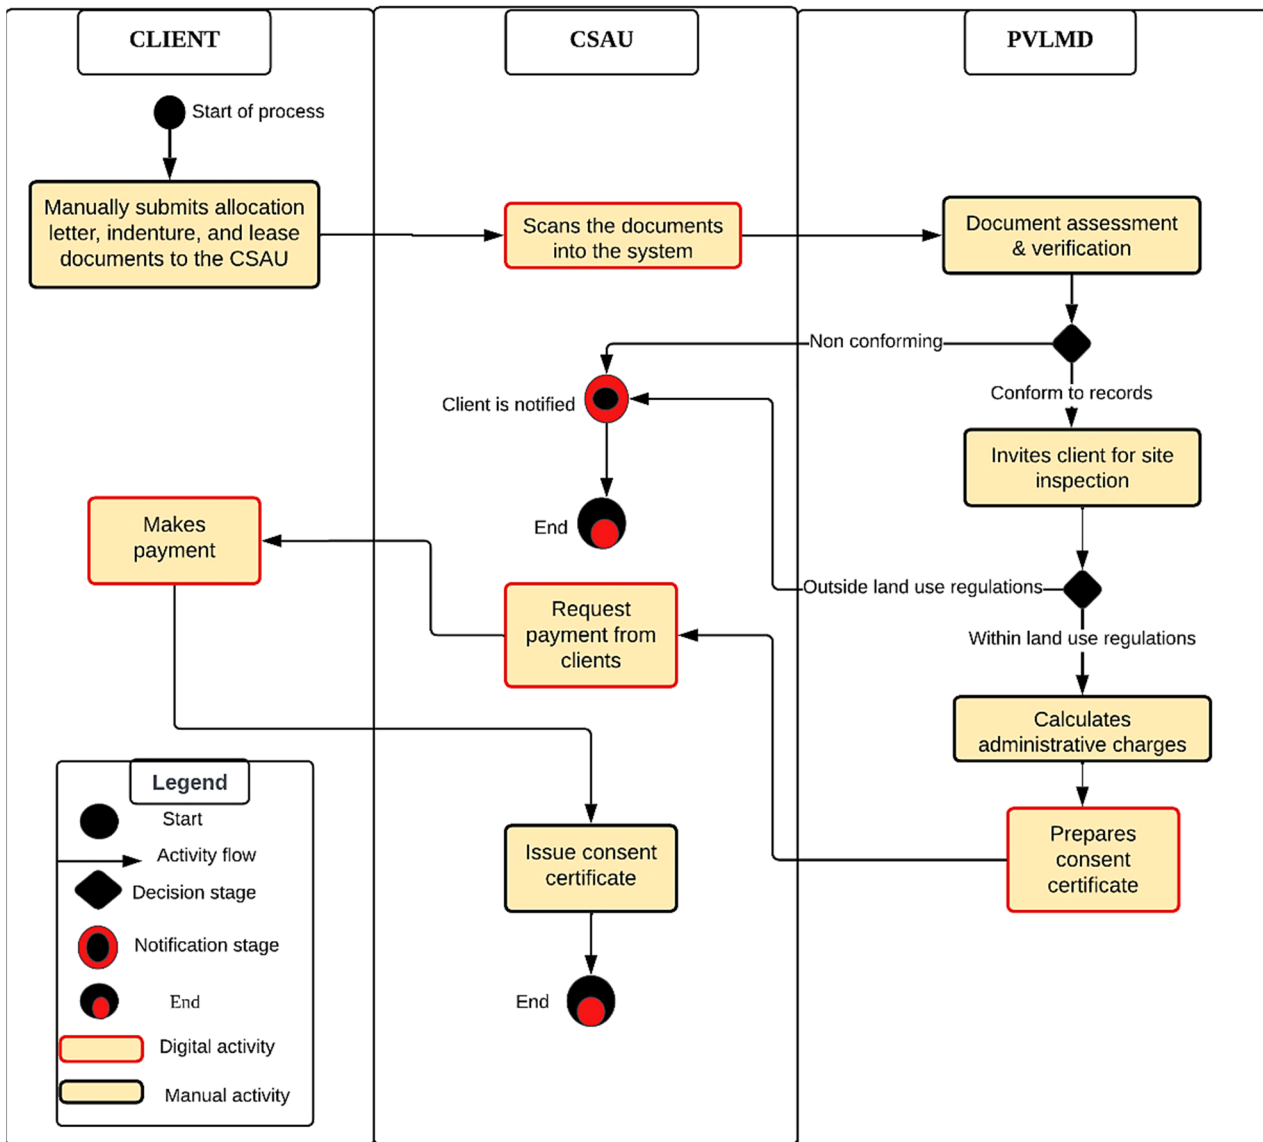 CLIENT
CSAU
PVLMD
Start of process
Manually submits allocation
letter, indenture, and lease
documents to the CSAU
Scans the documents
into the system
Document assessment
& verification
Non conforming
Conform to records
Client is notified
Invites client for site
inspection
Makes
payment
End
Outside land use regulations
Request
payment from
clients
Within land use regulations
Calculates
administrative charges
Prepares
consent
certificate
Issue consent
certificate
End
Legend
Start
Activity flow
Decision stage
Notification stage
End
Digital activity
Manual activity